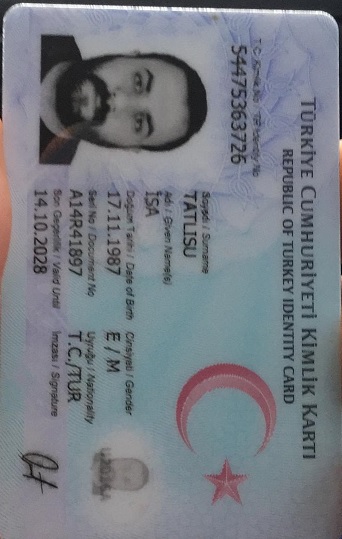 TÜRKİYE CUMHURİYETİ KİMLİK KARTI
REPUBLIC OF TURKEY IDENTITY CARD
T.C. Kimlik No / TR Identity No
54475363726
Soyadı / Surname
TATLISU
Adı / Given Name(s)
İSA
Doğum Tarihi / Date of Birth Cinsiyeti / Gender
17.11.1987 E / M
Seri No / Document No Uyruğu / Nationality
A14R41897 T.C./TUR
Son Geçerlilik / Valid Until İmzası / Signature
14.10.2028